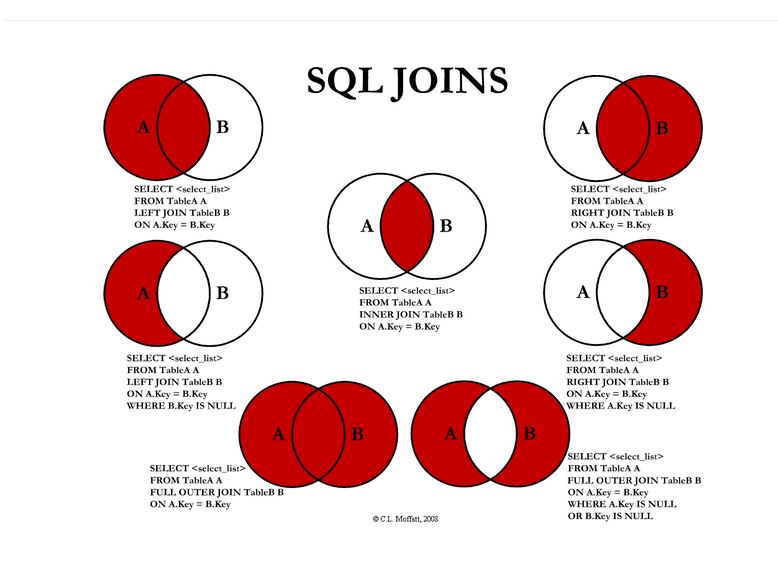 SQL JOINS
A B
SELECT <select_list>
FROM TableA A
LEFT JOIN TableB B
ON A.Key = B.Key
A B
SELECT <select_list>
FROM TableA A
RIGHT JOIN TableB B
ON A.Key = B.Key
A B
SELECT <select_list>
FROM TableA A
INNER JOIN TableB B
ON A.Key = B.Key
A B
SELECT <select_list>
FROM TableA A
LEFT JOIN TableB B
ON A.Key = B.Key
WHERE B.Key IS NULL
A B
SELECT <select_list>
FROM TableA A
RIGHT JOIN TableB B
ON A.Key = B.Key
WHERE A.Key IS NULL
A B
SELECT <select_list>
FROM TableA A
FULL OUTER JOIN TableB B
ON A.Key = B.Key
A B
SELECT <select_list>
FROM TableA A
FULL OUTER JOIN TableB B
ON A.Key = B.Key
WHERE A.Key IS NULL
OR B.Key IS NULL
© C.L. Moffatt, 2008